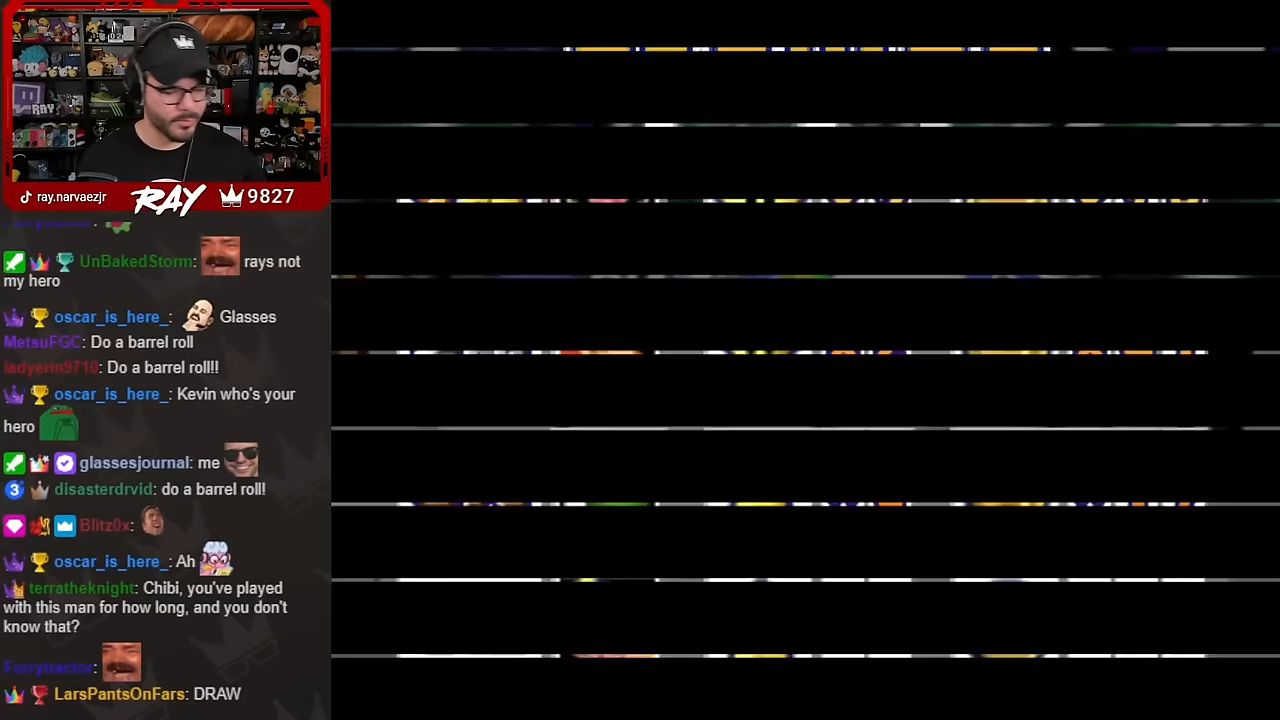 ray.narvaezjr RAY 9827
UnBakedStorm: rays not
my hero
oscar_is_here_: Glasses
MetsuFGC: Do a barrel roll
ladyerin9710: Do a barrel roll!!
oscar_is_here_: Kevin who's your
hero
glassesjournal: me
3 disasterdrvid: do a barrel roll!
Blitz0x:
oscar_is_here_: Ah
terratheknight: Chibi, you've played
with this man for how long, and you don't
know that?
LarsPantsOnFars: DRAW